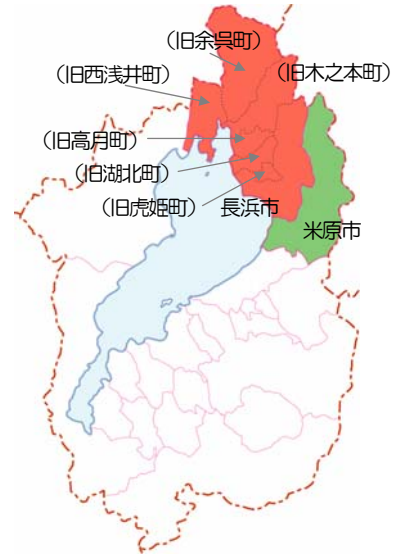 （旧余呉町）
（旧西浅井町）
（旧木之本町）
（旧高月町）
（旧湖北町）
（旧虎姫町）
長浜市
米原市